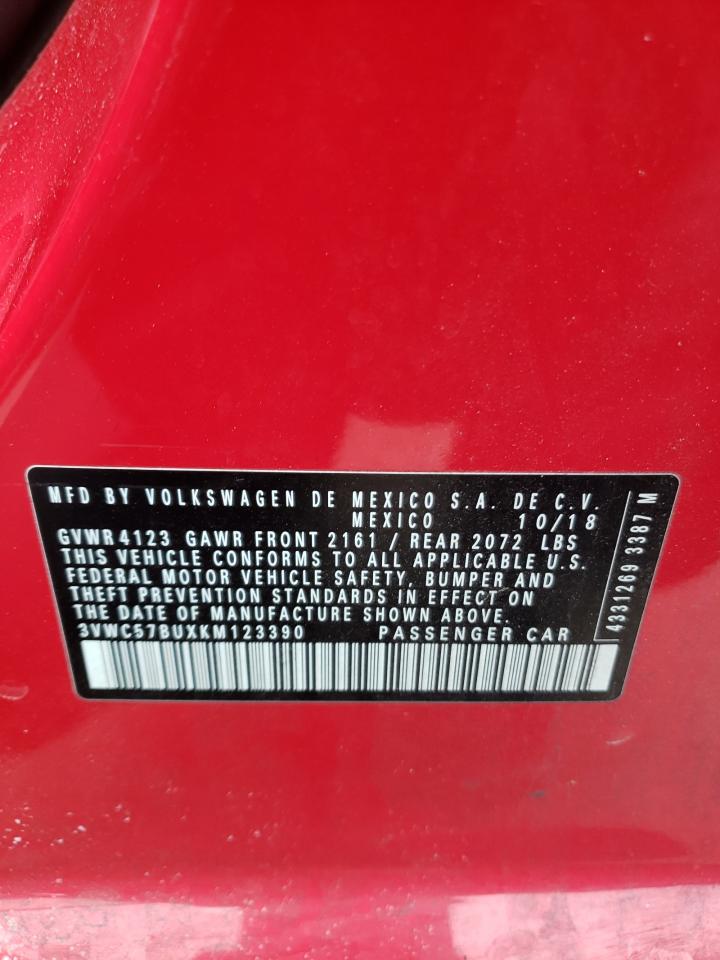 MFD BY VOLKSWAGEN DE MEXICO S.A. DE C.V.
MEXICO 10/18
GVWR 4123 GAWR FRONT 2161 / REAR 2072 LBS
THIS VEHICLE CONFORMS TO ALL APPLICABLE U.S.
FEDERAL MOTOR VEHICLE SAFETY, BUMPER AND
THEFT PREVENTION STANDARDS IN EFFECT ON
THE DATE OF MANUFACTURE SHOWN ABOVE.
3VWC57BUXKM123390 PASSENGER CAR
4331269 3387 M